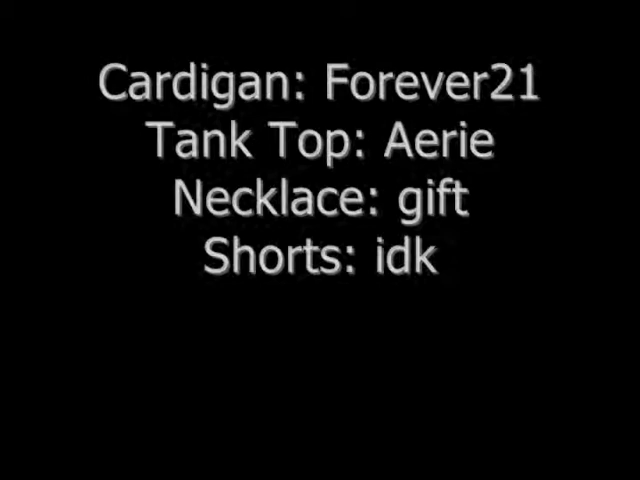 Cardigan: Forever21
Tank Top: Aerie
Necklace: gift
Shorts: idk